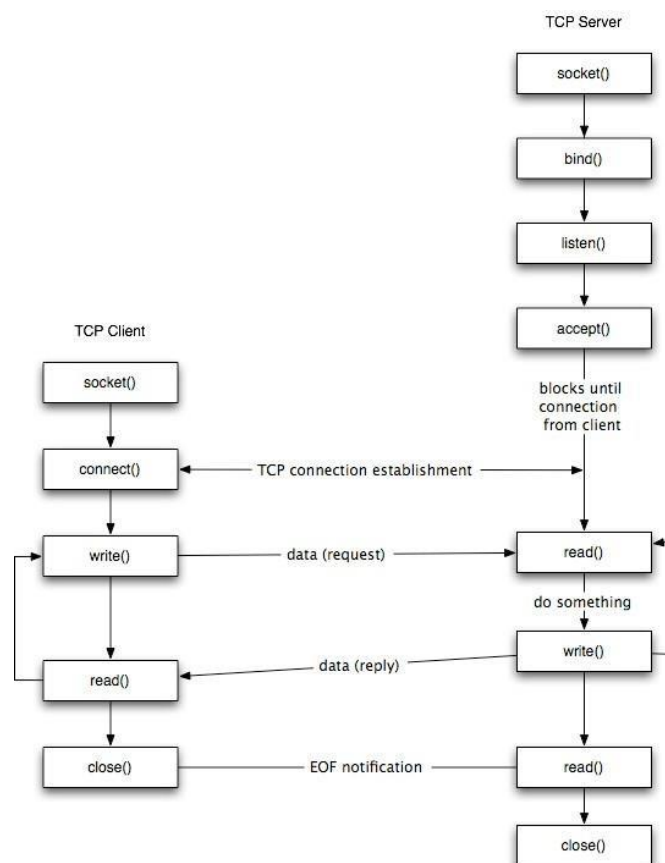 TCP Server
socket()
bind()
listen()
TCP Client
accept()
socket()
blocks until
connection
from client
connect()
TCP connection establishment
write()
data (request)
read()
do something
read()
data (reply)
write()
close()
EOF notification
read()
close()